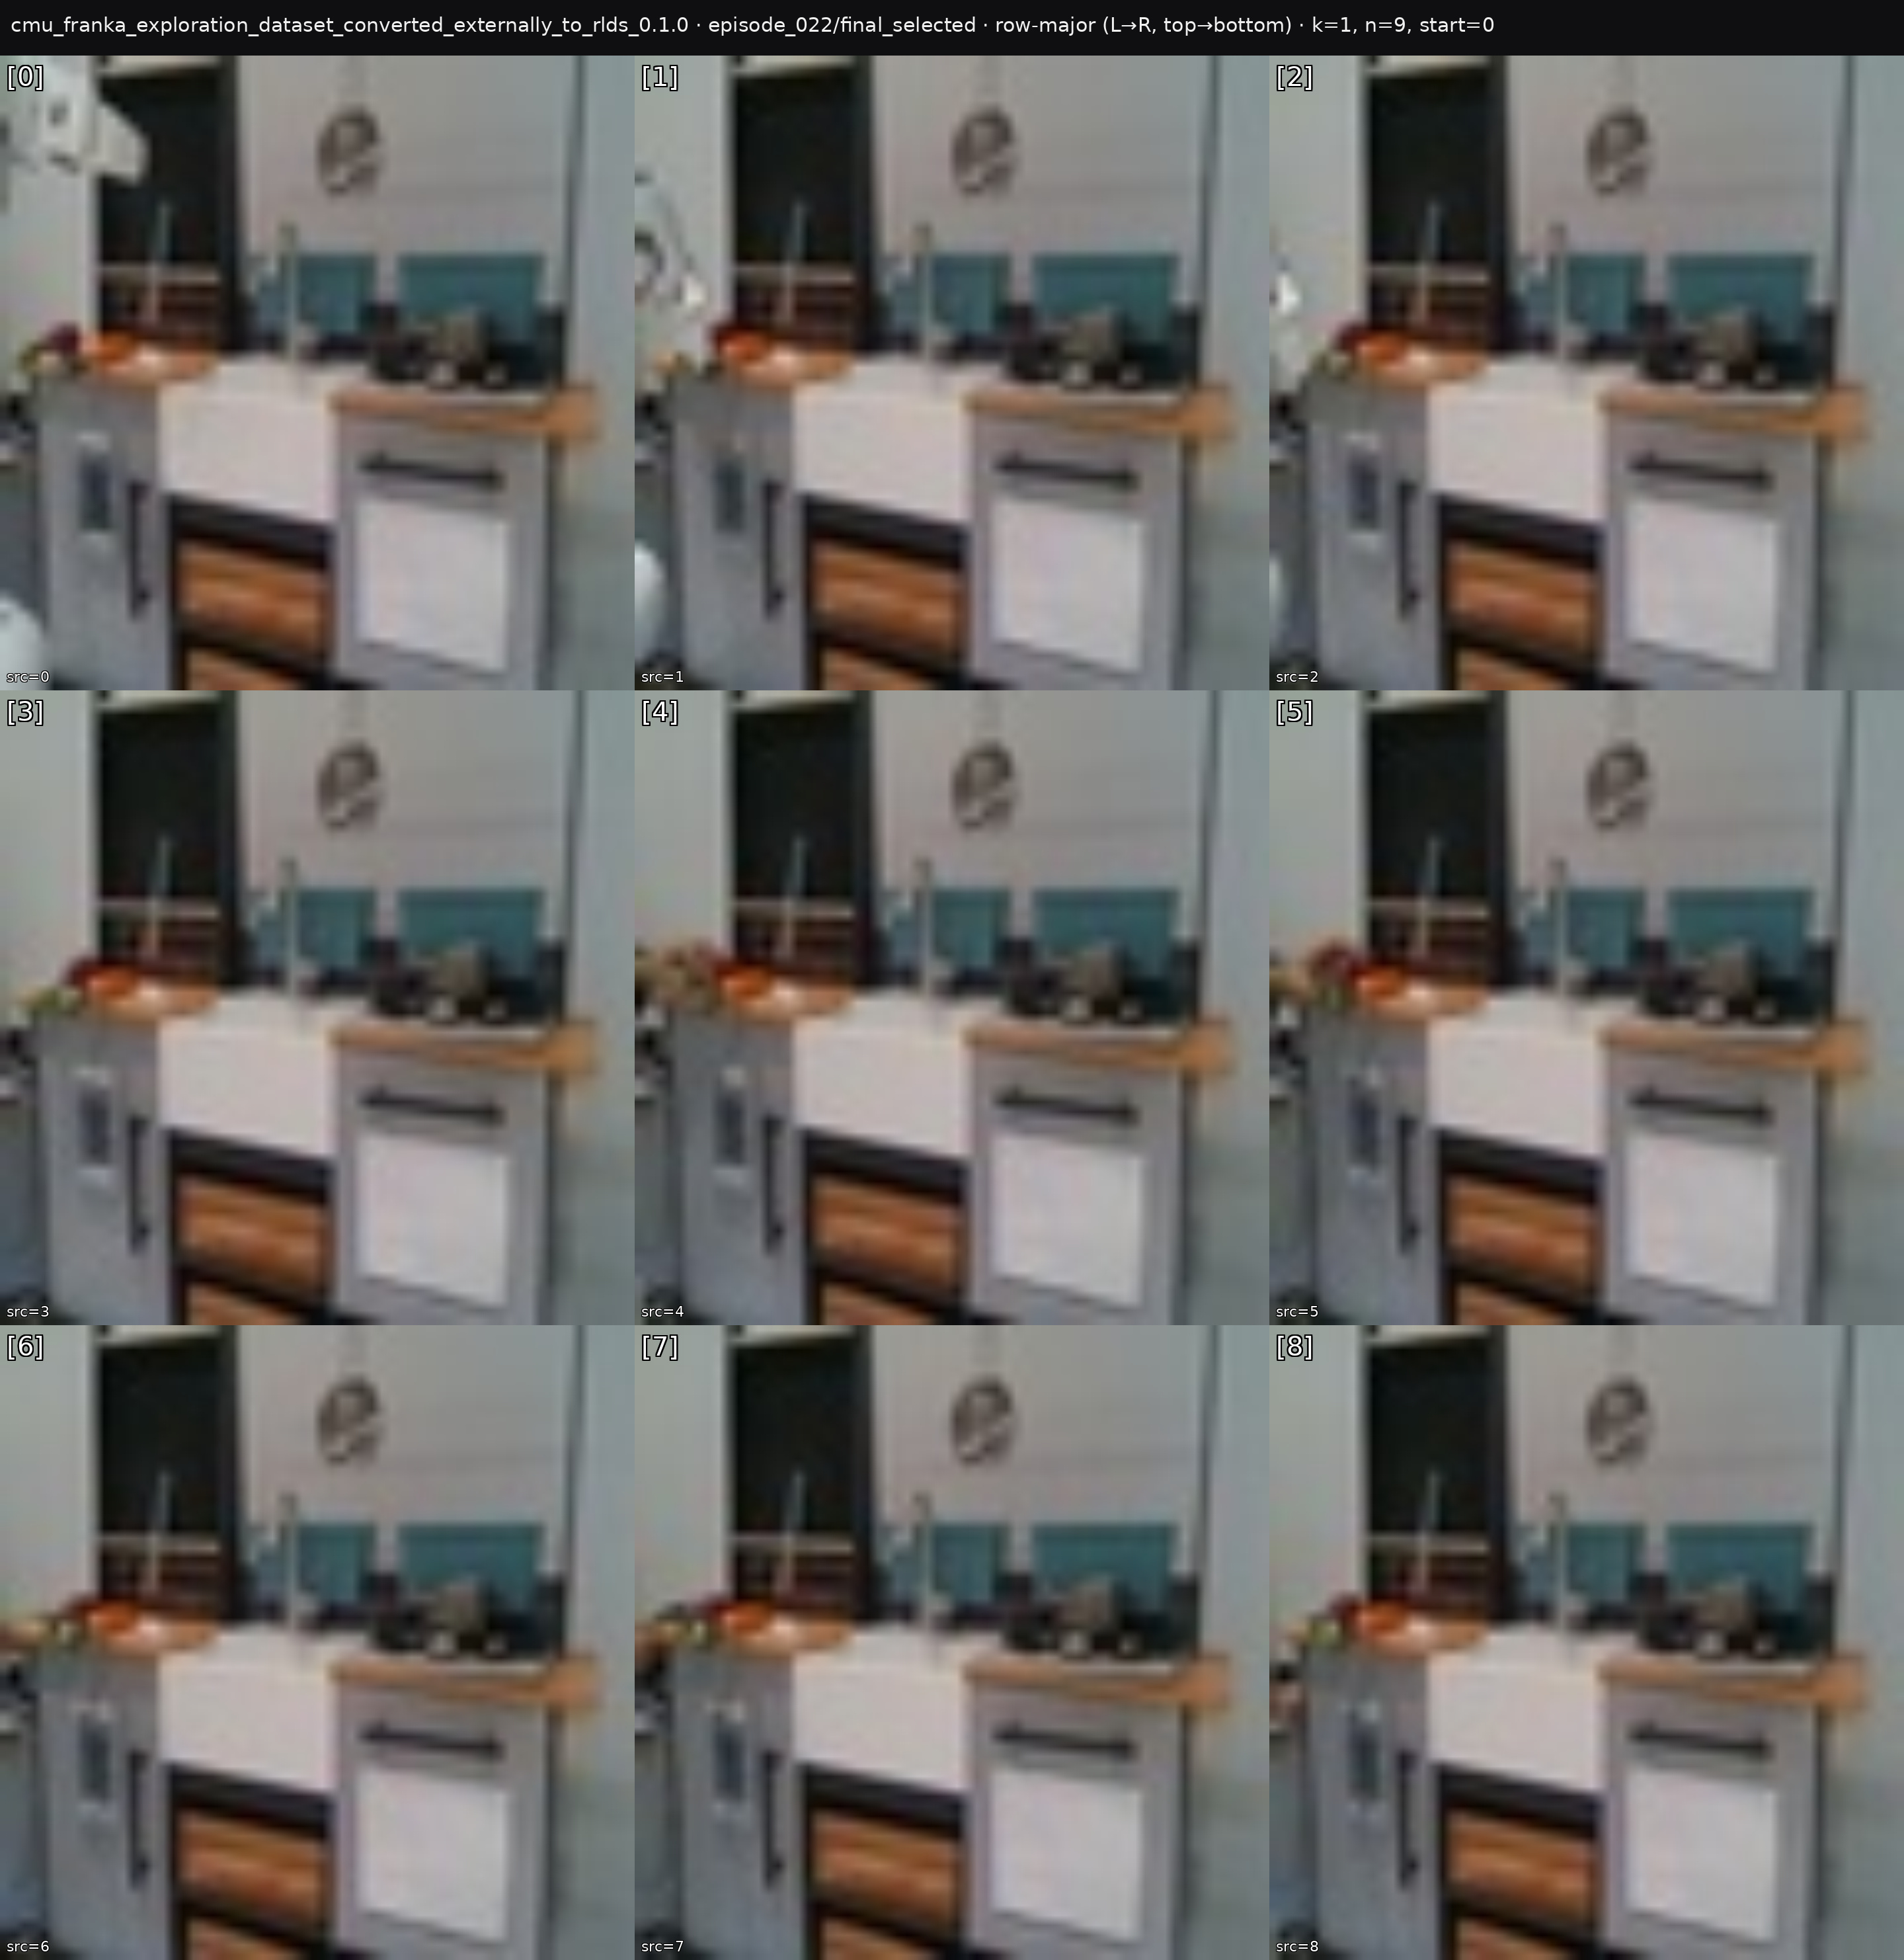 cmu_franka_exploration_dataset_converted_externally_to_rlds_0.1.0 · episode_022/final_selected · row-major (L→R, top→bottom) · k=1, n=9, start=0
[0]
[1]
[2]
src=0
src=1
src=2
[3]
[4]
[5]
src=3
src=4
src=5
[6]
[7]
[8]
src=6
src=7
src=8